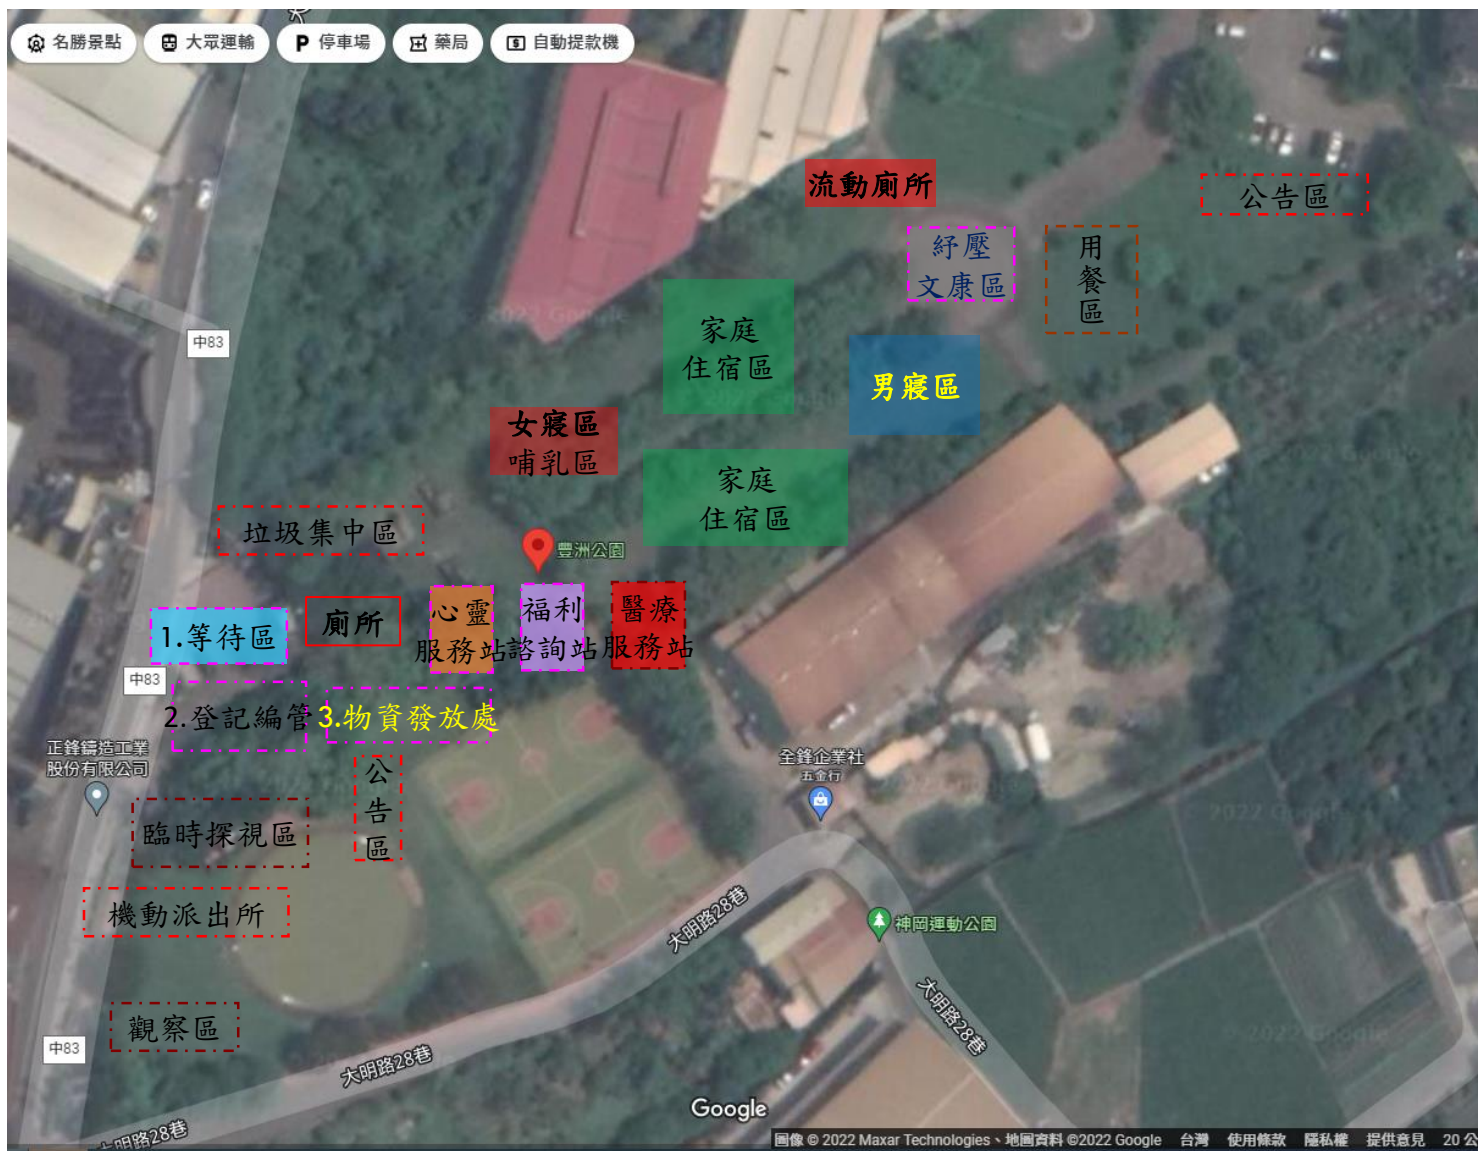 名勝景點
大眾運輸
停車場
藥局
自動提款機
流動廁所
公告區
紓壓
文康區
用
餐
區
中83
家庭
住宿區
男寢區
女寢區
哺乳區
家庭
住宿區
垃圾集中區
豐洲公園
1.等待區
廁所
心靈
服務站
福利
諮詢站
醫療
服務站
中83
2.登記編管
3.物資發放處
正鋒鑄造工業
股份有限公司
公
告
區
全鋒企業社
五金行
臨時探視區
機動派出所
大明路28巷
神岡運動公園
大明路28巷
觀察區
中83
大明路28巷
大明路28巷
Google
圖像 © 2022 Maxar Technologies、地圖資料 ©2022 Google 台灣 使用條款 隱私權 提供意見 20 公